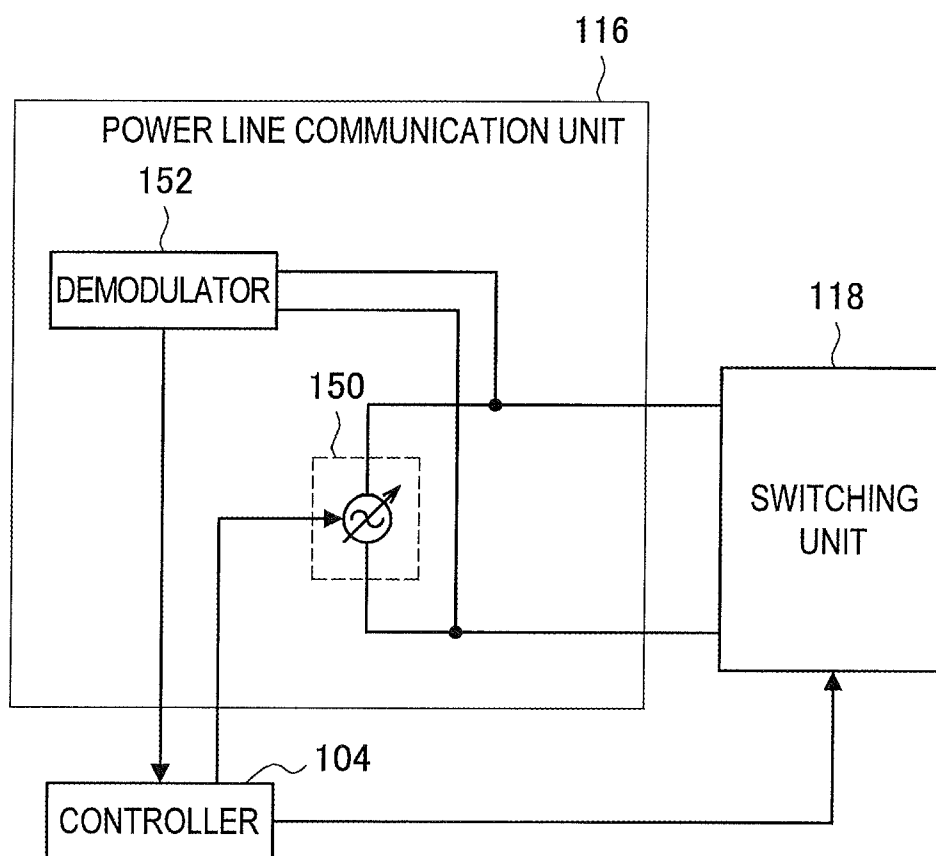 116
POWER LINE COMMUNICATION UNIT
152
DEMODULATOR
118
150
SWITCHING
UNIT
104
CONTROLLER